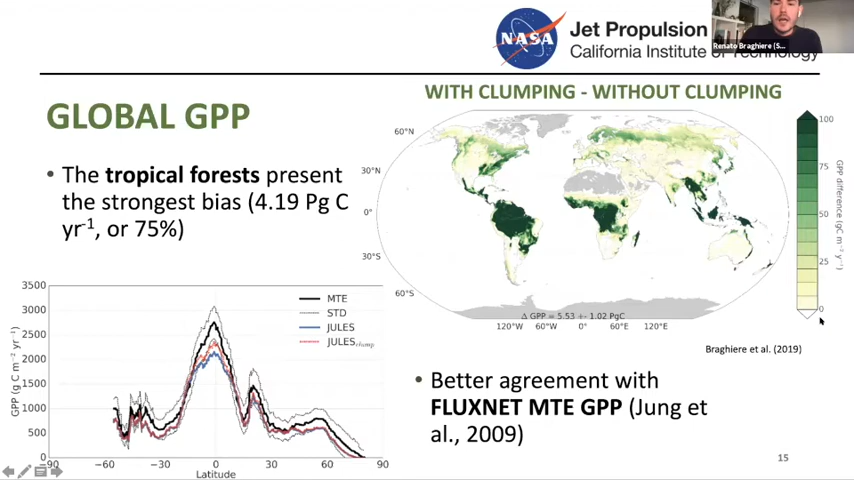 NASA
Jet Propulsion
California Institute of Technology
Renato Braghiere (S...
GLOBAL GPP
• The tropical forests present
the strongest bias (4.19 Pg C
yr-1, or 75%)
WITH CLUMPING - WITHOUT CLUMPING
60°N
30°N
0°
30°S
60°S
Δ GPP = 5.53 +- 1.02 PgC
120°W 60°W 0° 60°E 120°E
100
75
50
25
0
GPP difference (gC m⁻² y⁻¹)
Braghiere et al. (2019)
3500
3000
2500
2000
1500
1000
500
0
GPP (g C m⁻² yr⁻¹)
MTE
STD
JULES
JULESclump
−90 −60 −30 0 30 60 90
Latitude
• Better agreement with
FLUXNET MTE GPP (Jung et
al., 2009)
15